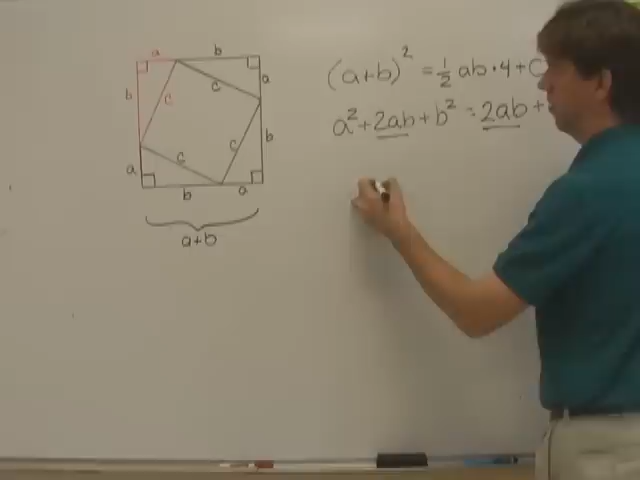 a b
b c c a
c c b
a b a
a+b
(a+b)² = ½ ab · 4 + C
a² + 2ab + b² = 2ab +